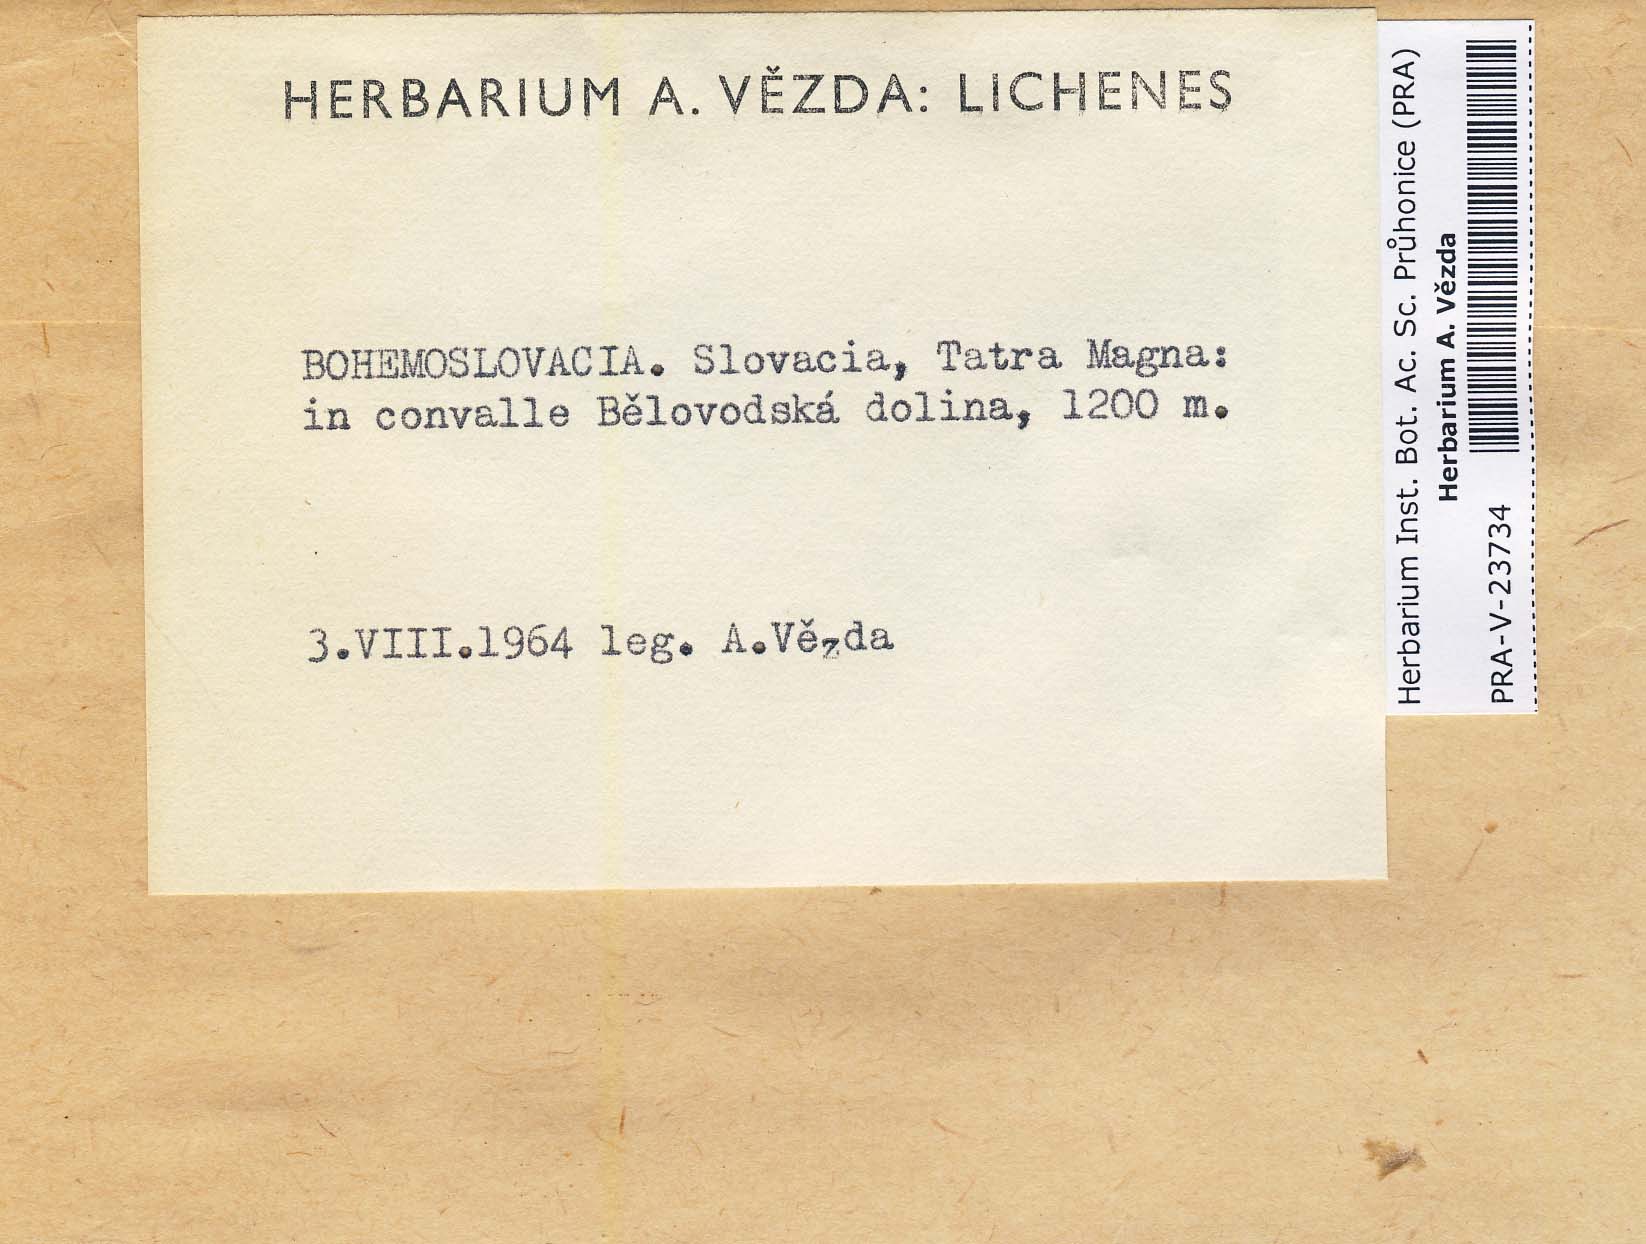 HERBARIUM A. VĚZDA: LICHENES
BOHEMOSLOVACIA. Slovacia, Tatra Magna:
in convalle Bělovodská dolina, 1200 m.
3.VIII.1964 leg. A.Vězda
Herbarium Inst. Bot. Ac. Sc. Průhonice (PRA)
Herbarium A. Vězda
PRA-V-23734